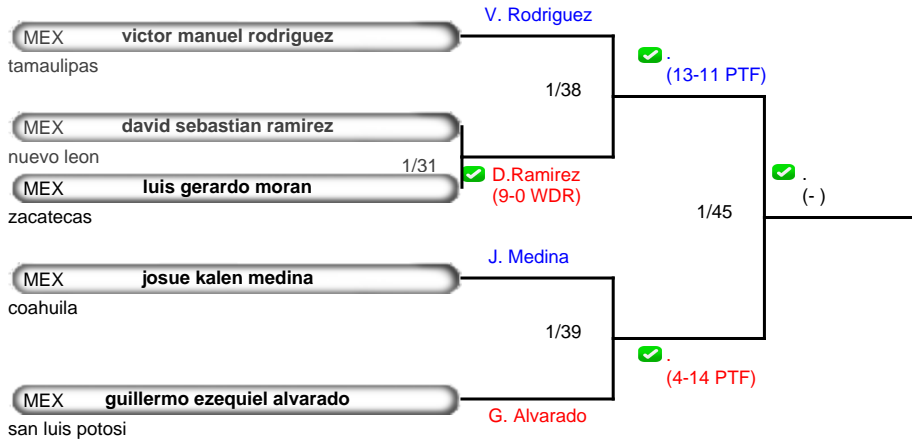 V. Rodriguez
MEX victor manuel rodriguez
tamaulipas
.
(13-11 PTF)
1/38
MEX david sebastian ramirez
nuevo leon
1/31
D.Ramirez
(9-0 WDR)
MEX luis gerardo moran
zacatecas
.
(- )
1/45
J. Medina
MEX josue kalen medina
coahuila
1/39
.
(4-14 PTF)
MEX guillermo ezequiel alvarado
G. Alvarado
san luis potosi